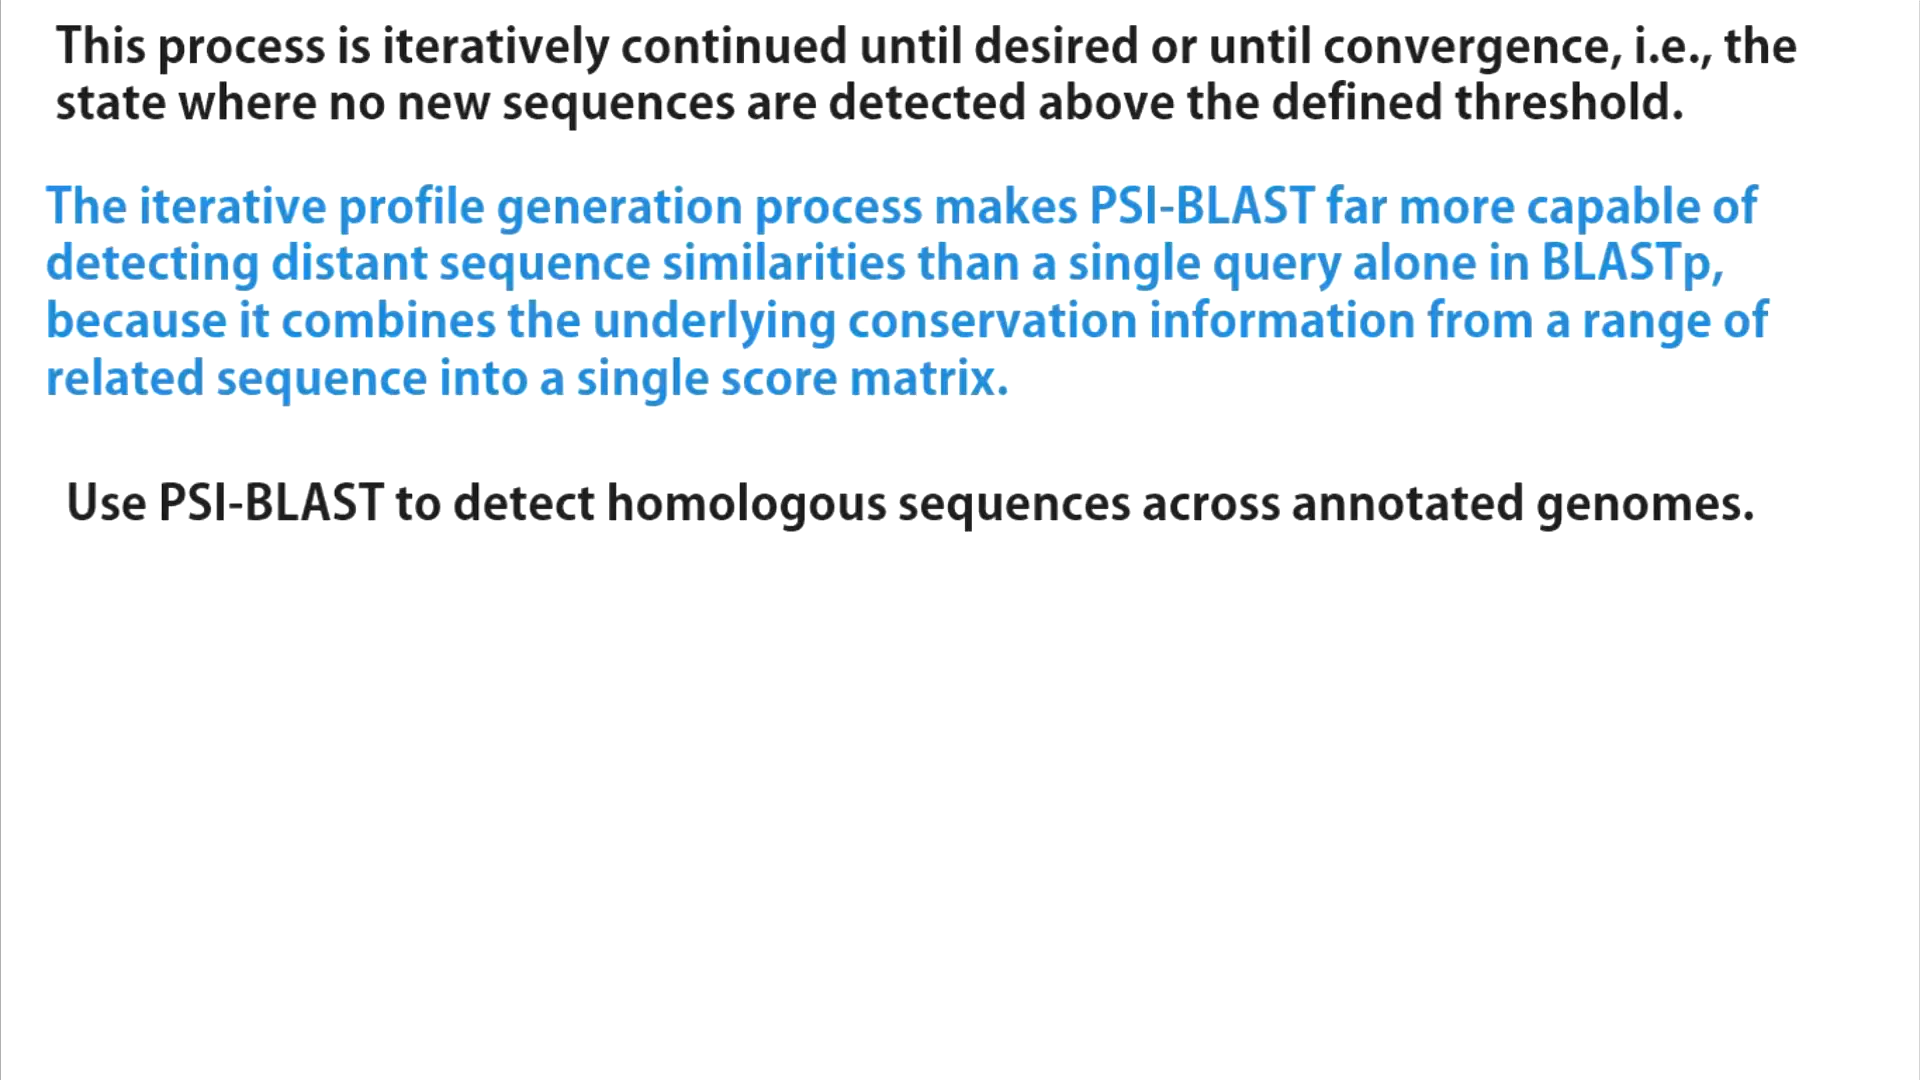 This process is iteratively continued until desired or until convergence, i.e., the
state where no new sequences are detected above the defined threshold.
The iterative profile generation process makes PSI-BLAST far more capable of
detecting distant sequence similarities than a single query alone in BLASTp,
because it combines the underlying conservation information from a range of
related sequence into a single score matrix.
Use PSI-BLAST to detect homologous sequences across annotated genomes.